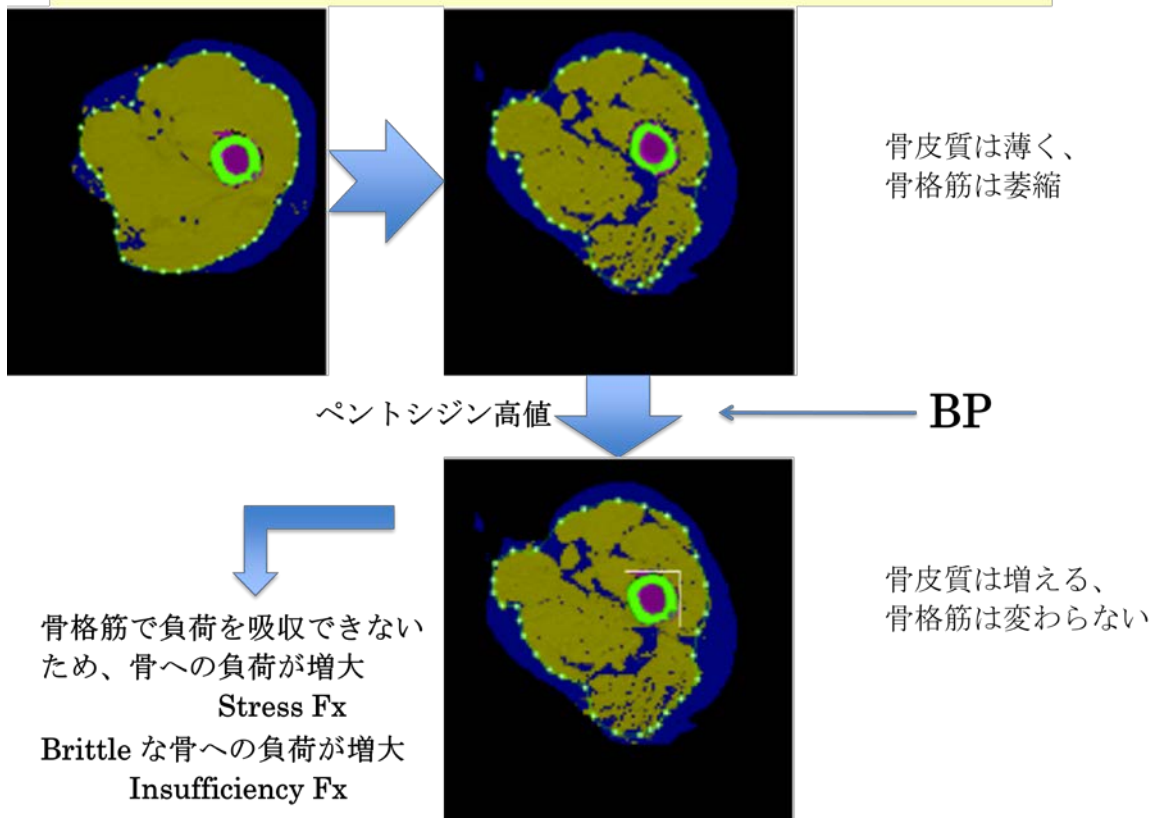 骨皮質は薄く、
骨格筋は萎縮
ペントシジン高値
BP
骨皮質は増える、
骨格筋は変わらない
骨格筋で負荷を吸収できない
ため、骨への負荷が増大
Stress Fx
Brittle な骨への負荷が増大
Insufficiency Fx